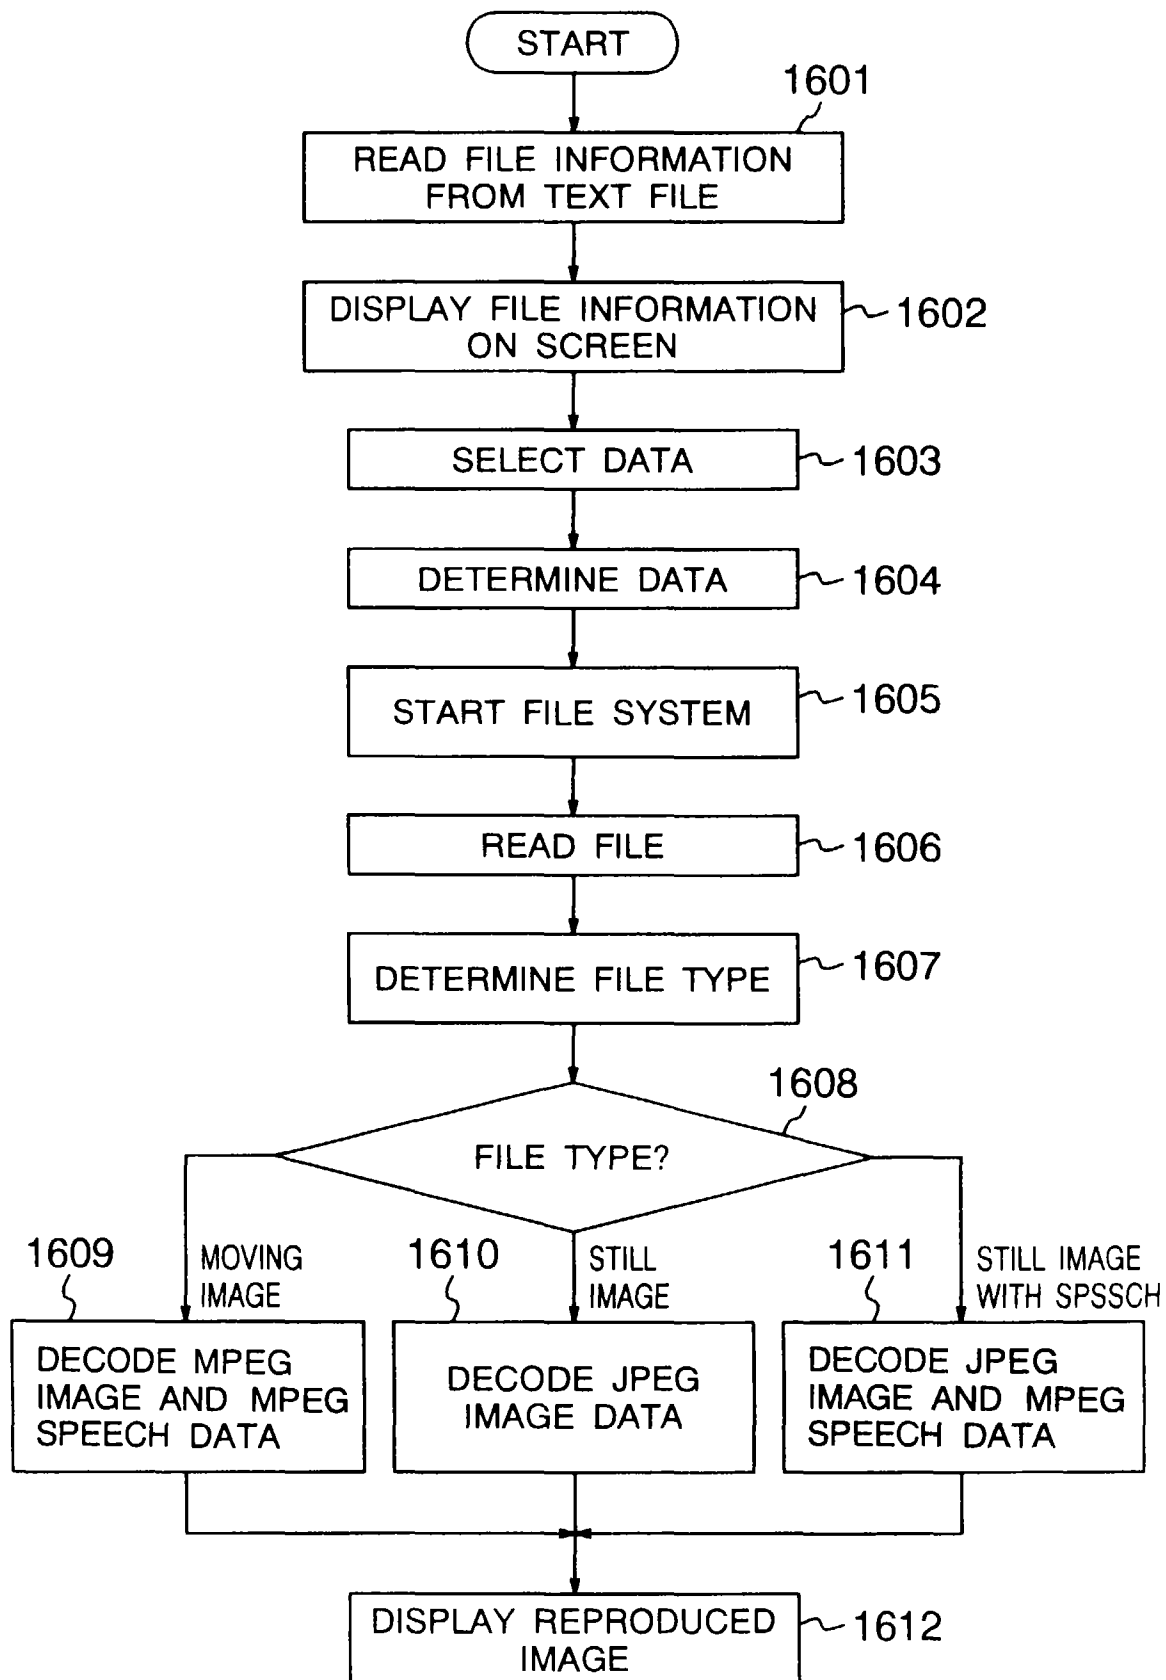 START
1601
READ FILE INFORMATION
FROM TEXT FILE
DISPLAY FILE INFORMATION
ON SCREEN
1602
SELECT DATA
1603
DETERMINE DATA
1604
START FILE SYSTEM
1605
READ FILE
1606
DETERMINE FILE TYPE
1607
1608
FILE TYPE?
1609
MOVING
IMAGE
1610
STILL
IMAGE
1611
STILL IMAGE
WITH SPSSCH
DECODE MPEG
IMAGE AND MPEG
SPEECH DATA
DECODE JPEG
IMAGE DATA
DECODE JPEG
IMAGE AND MPEG
SPEECH DATA
DISPLAY REPRODUCED
IMAGE
1612